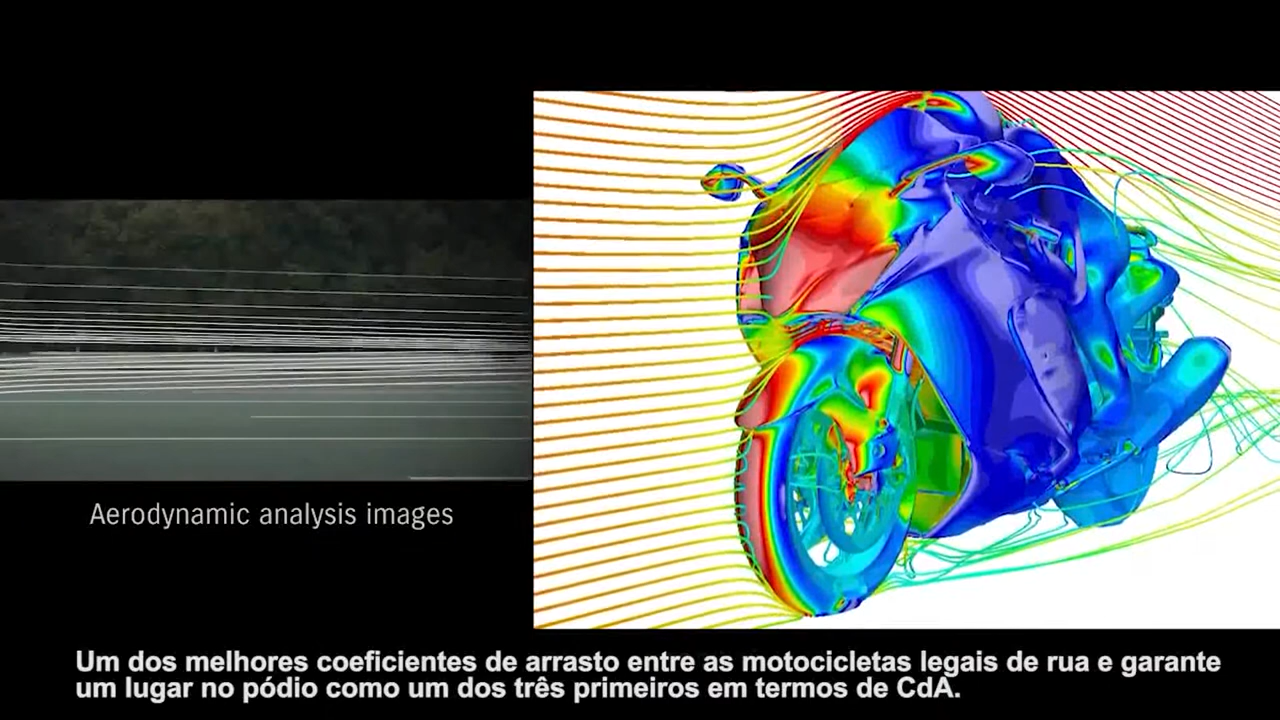 Aerodynamic analysis images
Um dos melhores coeficientes de arrasto entre as motocicletas legais de rua e garante
um lugar no pódio como um dos três primeiros em termos de CdA.